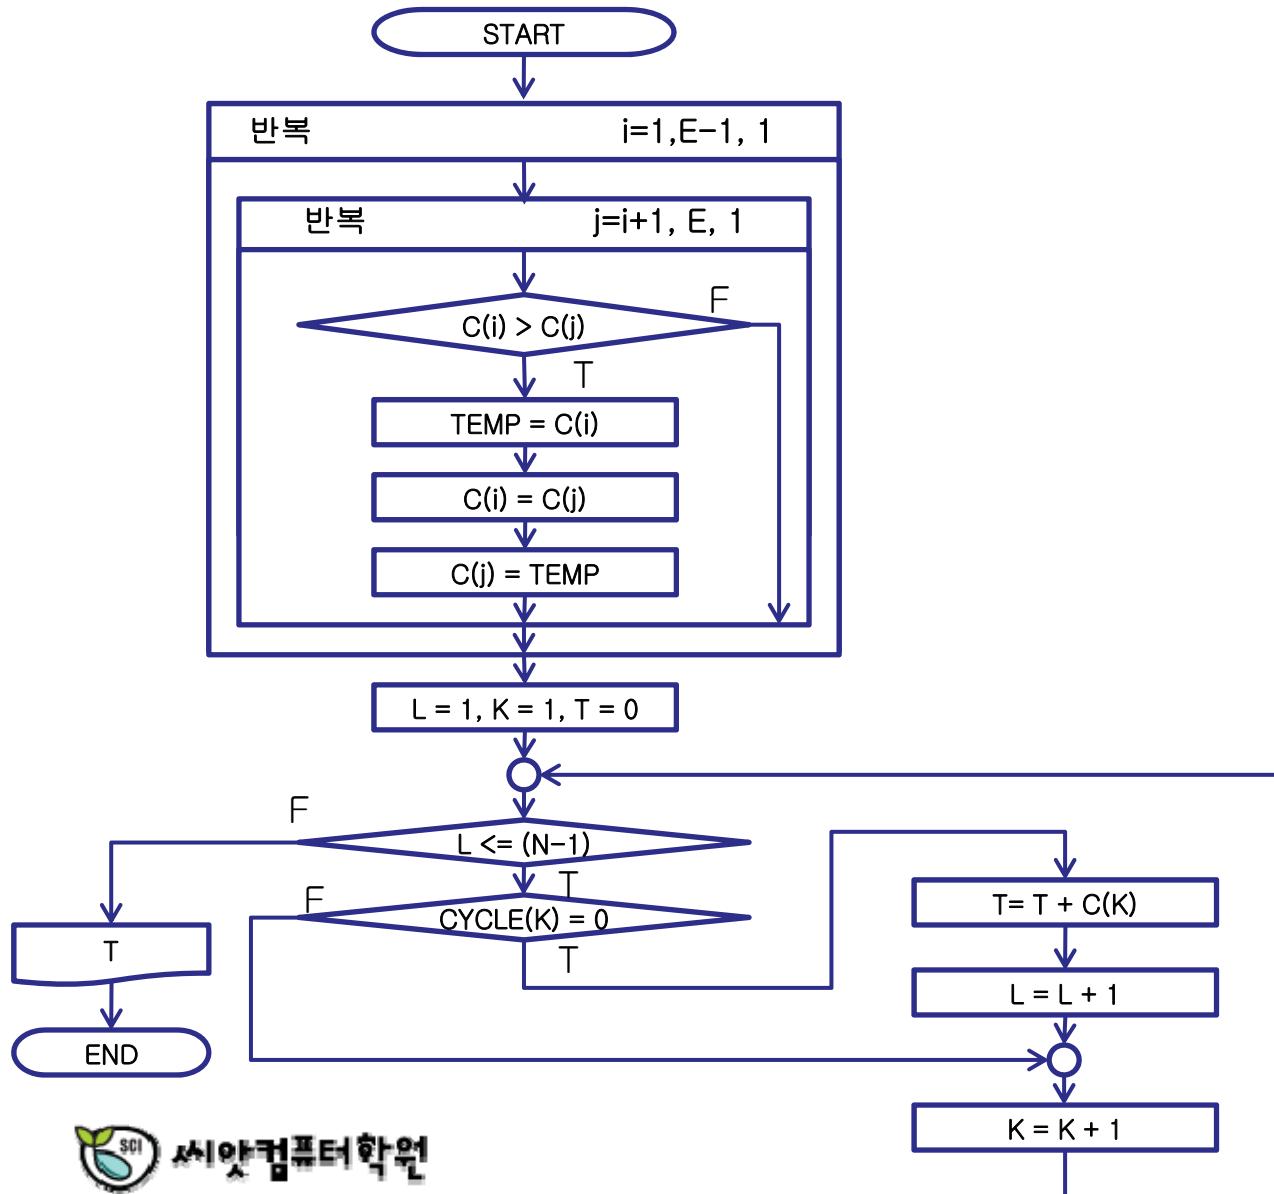 START
반복 i=1,E-1, 1
반복 j=i+1, E, 1
F
C(i) > C(j)
T
TEMP = C(i)
C(i) = C(j)
C(j) = TEMP
L = 1, K = 1, T = 0
F
L <= (N-1)
T
F
CYCLE(K) = 0
T
T= T + C(K)
L = L + 1
K = K + 1
T
END
SCI 씨앗컴퓨터학원